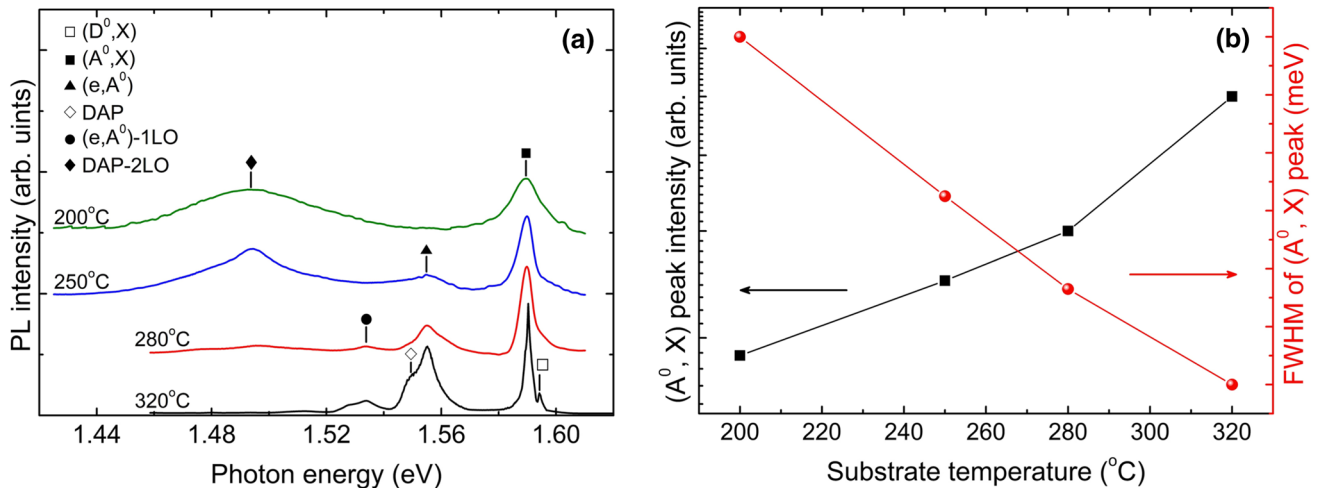 (a)
(D⁰,X)
(A⁰,X)
(e,A⁰)
DAP
(e,A⁰)-1LO
DAP-2LO
200°C
250°C
280°C
320°C
PL intensity (arb. uints)
1.44
1.48
1.52
1.56
1.60
Photon energy (eV)
(b)
(A⁰, X) peak intensity (arb. units)
FWHM of (A⁰, X) peak (meV)
200
220
240
260
280
300
320
Substrate temperature (°C)